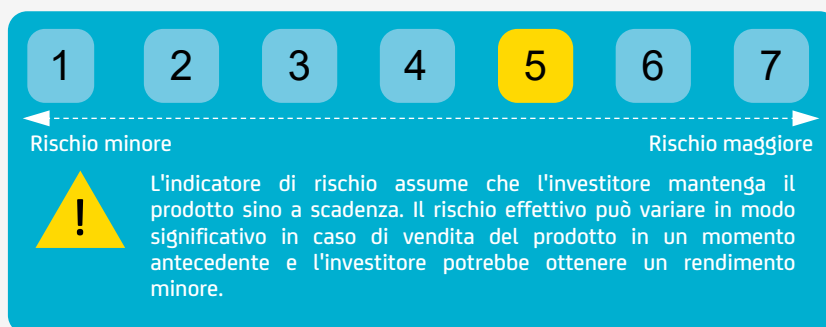 1 2 3 4 5 6 7
Rischio minore Rischio maggiore
! L'indicatore di rischio assume che l'investitore mantenga il
prodotto sino a scadenza. Il rischio effettivo può variare in modo
significativo in caso di vendita del prodotto in un momento
antecedente e l'investitore potrebbe ottenere un rendimento
minore.